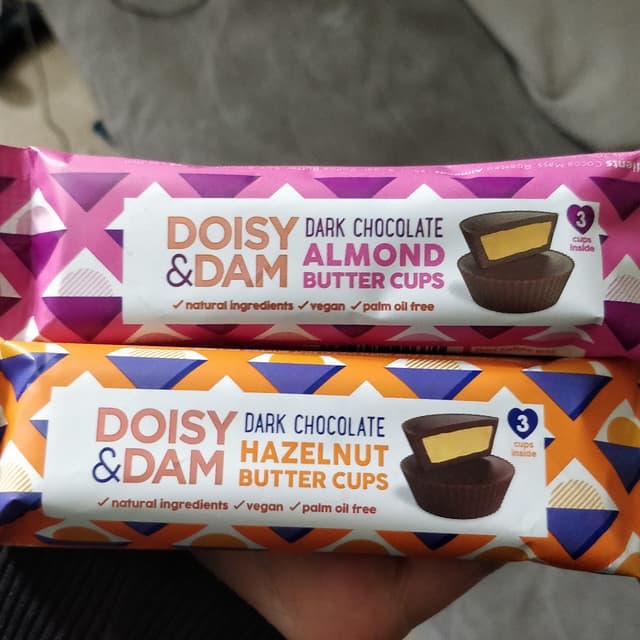 DOISY
&DAM
DARK CHOCOLATE
ALMOND
BUTTER CUPS
✓ natural ingredients ✓ vegan ✓ palm oil free
3
cups
inside
DOISY
&DAM
DARK CHOCOLATE
HAZELNUT
BUTTER CUPS
✓ natural ingredients ✓ vegan ✓ palm oil free
3
cups
inside